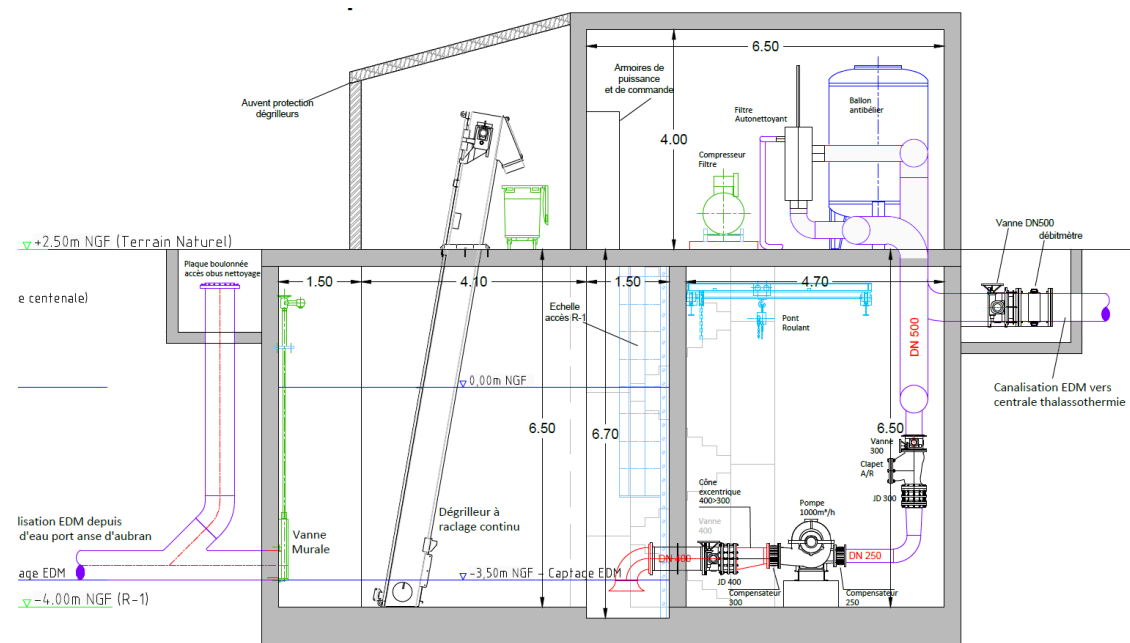 6.50
Armoires de
puissance
et de commande
Auvent protection
dégrilleurs
Filtre
Autonettoyant
Ballon
antibélier
4.00
Compresseur
Filtre
+2.50m NGF (Terrain Naturel)
Vanne DN500
débitmètre
Plaque boulonnée
accès obus nettoyage
1.50
4.10
1.50
4.70
e centenale)
Echelle
accès R-1
Pont
Roulant
DN 500
0,00m NGF
Canalisation EDM vers
centrale thalassothermie
6.50
6.70
6.50
Vanne
300
Clapet
A/R
Cône
excentrique
400>300
Pompe
1000m³/h
JD 300
lisation EDM depuis
d'eau port anse d'aubran
Vanne
Murale
Dégrilleur à
raclage continu
Vanne
400
DN 400
DN 250
age EDM
-3,50m NGF - Captage EDM
JD 400
Compensateur
300
Compensateur
250
-4.00m NGF (R-1)